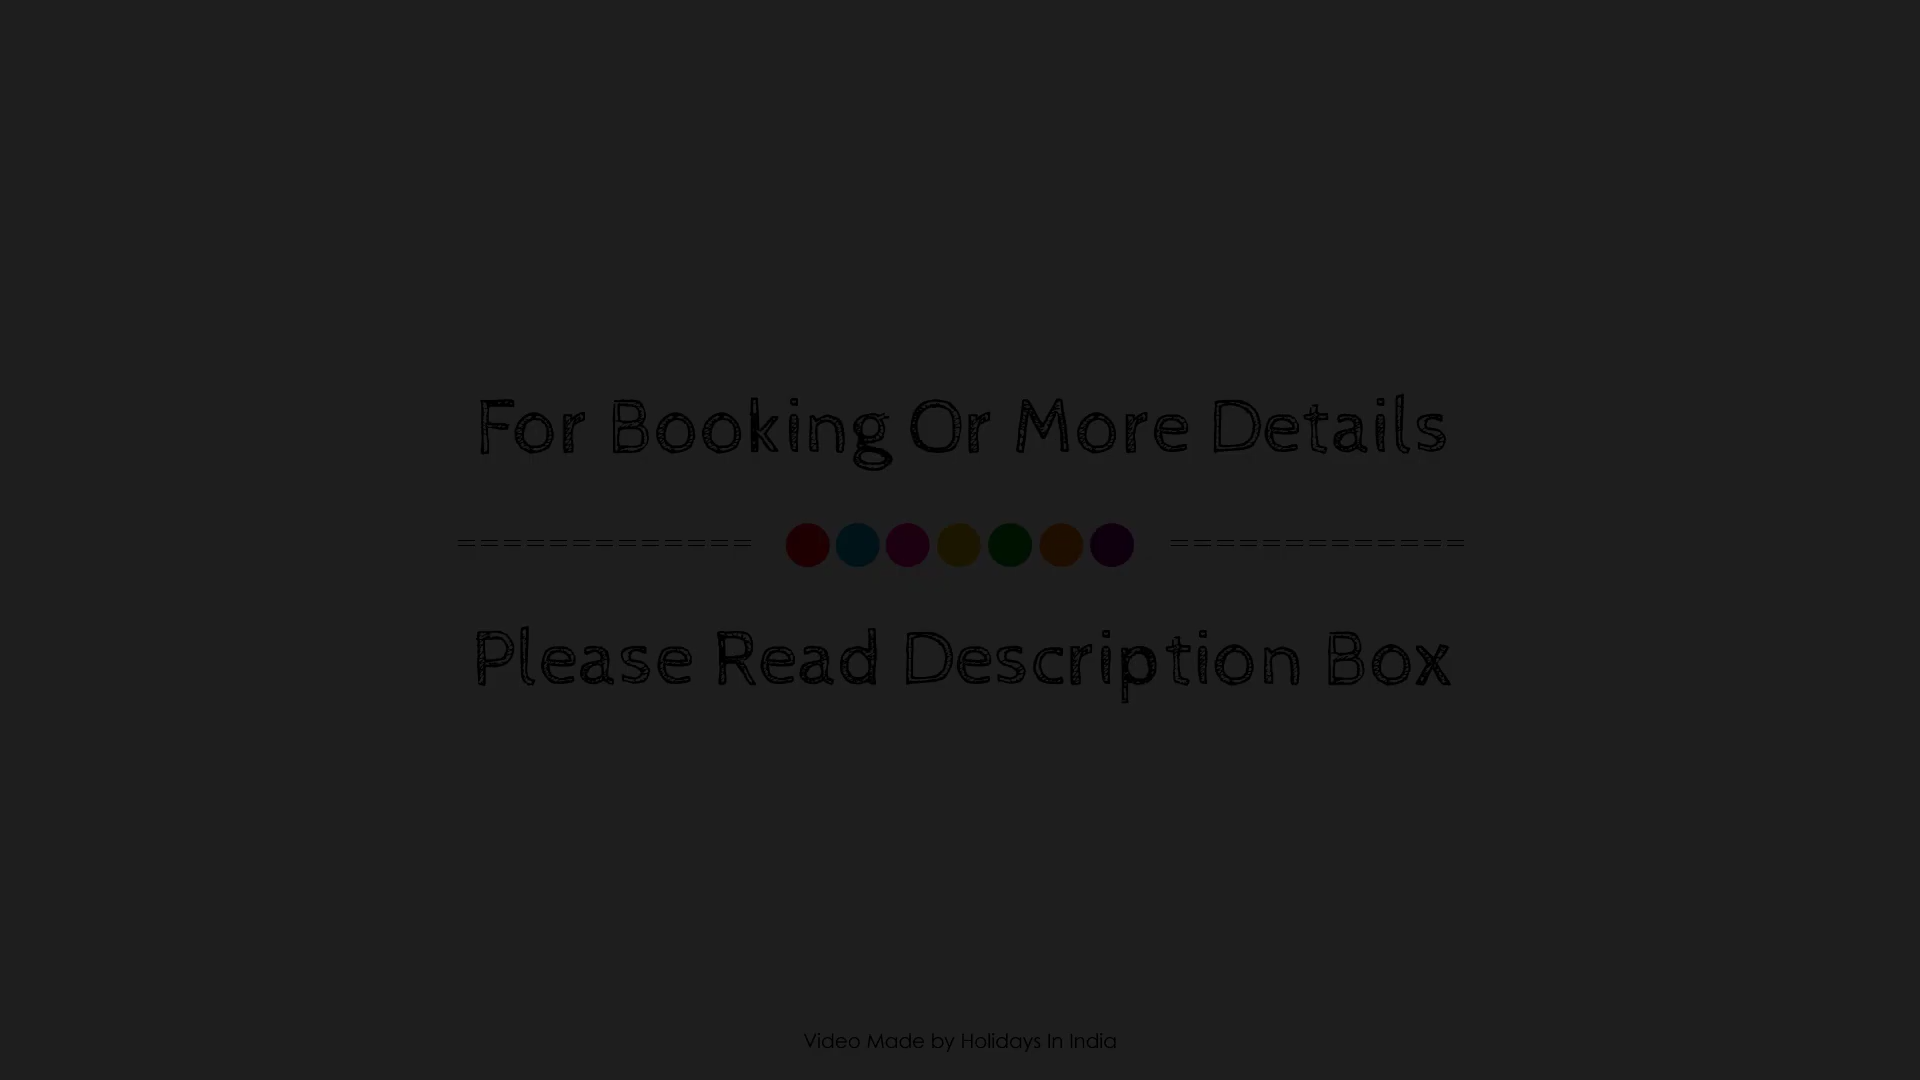 For Booking Or More Details
============= =============
Please Read Description Box
Video Made by Holidays In India